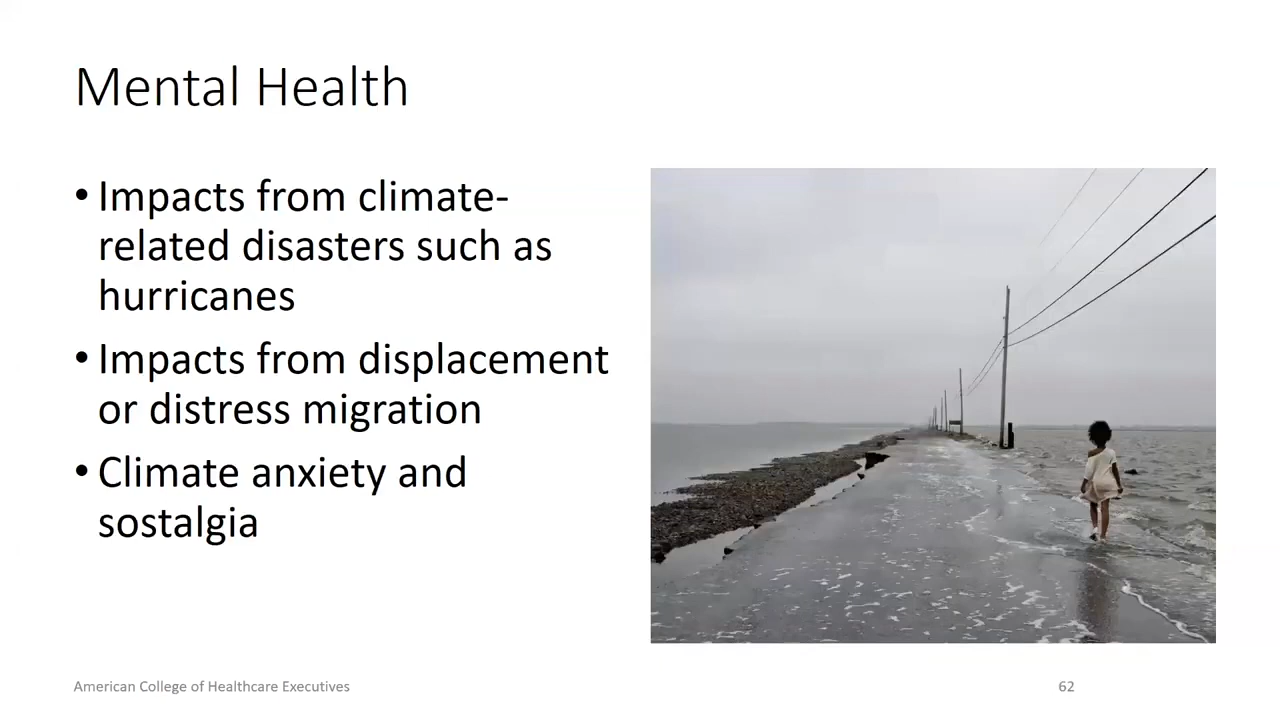 Mental Health
• Impacts from climate-
related disasters such as
hurricanes
• Impacts from displacement
or distress migration
• Climate anxiety and
sostalgia
American College of Healthcare Executives
62